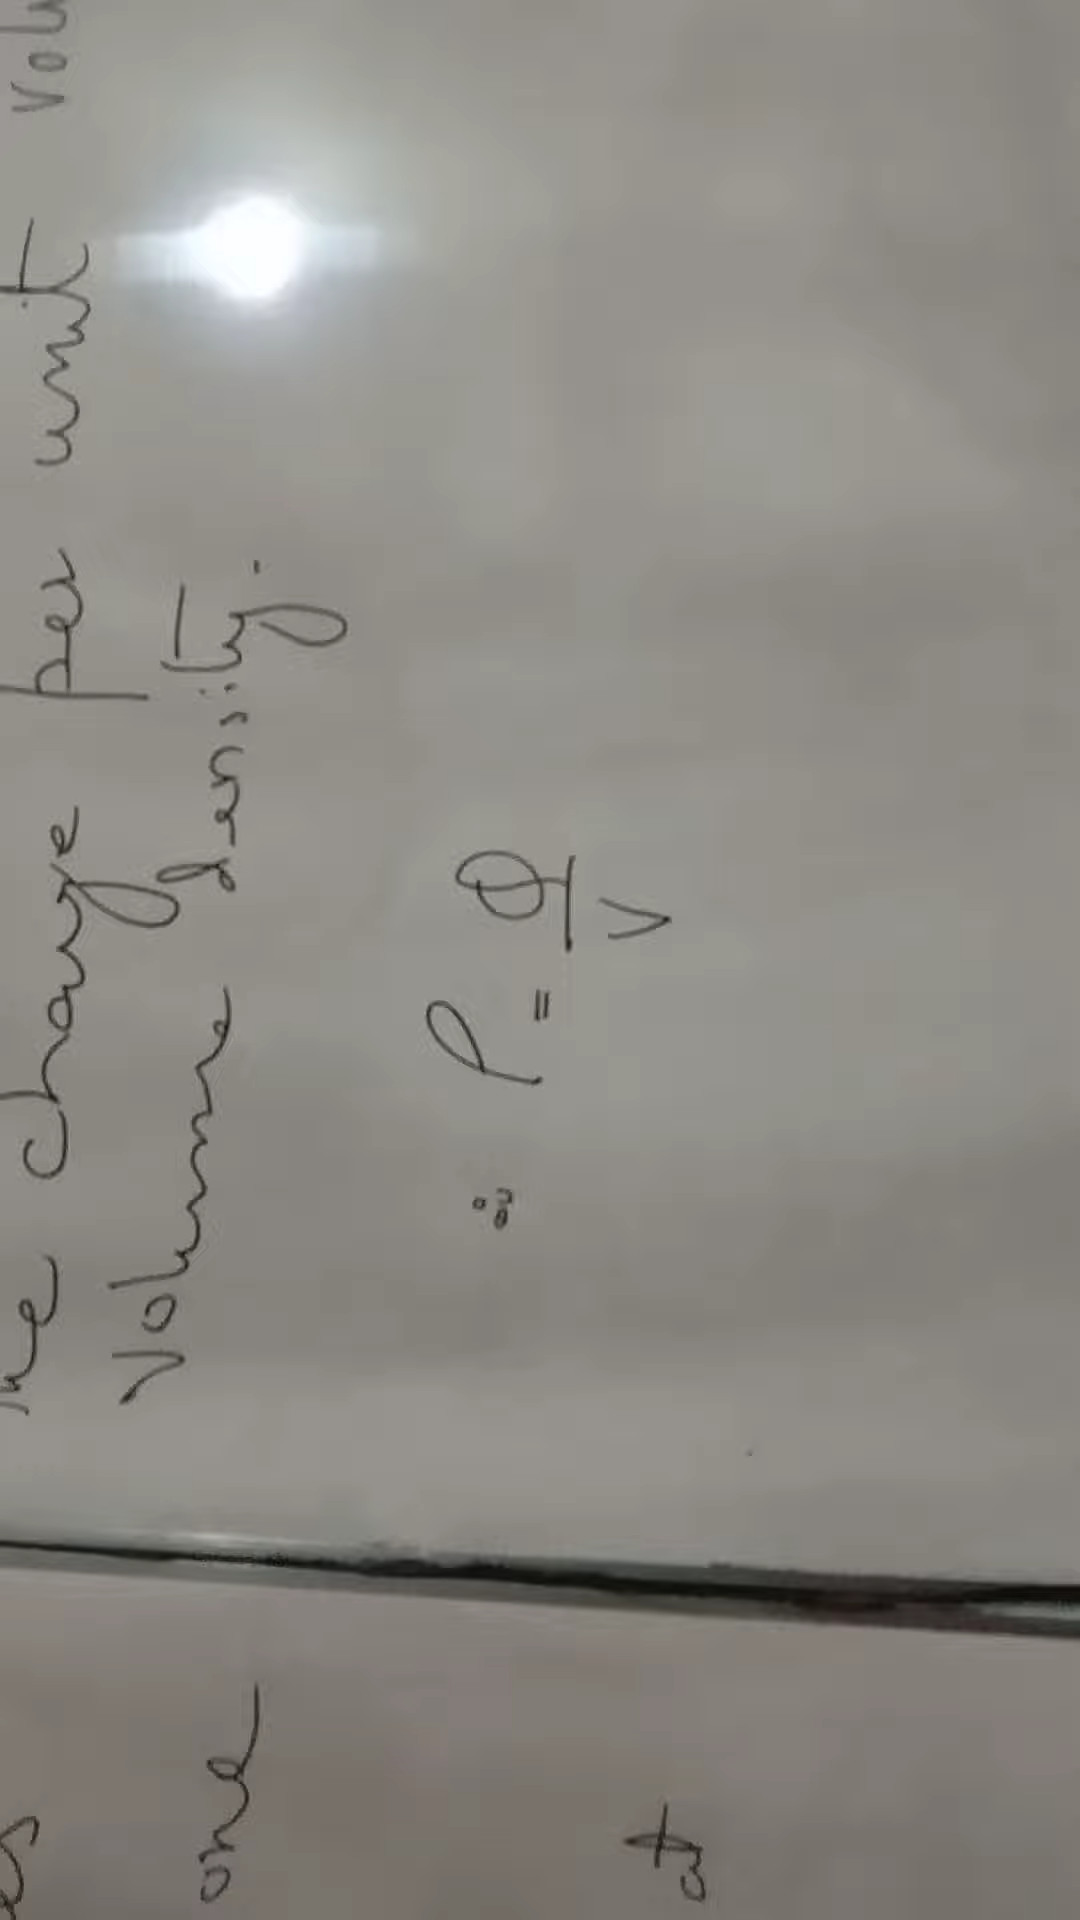 The charge per unit vol
volume density.
∴ ρ = Q/V
one